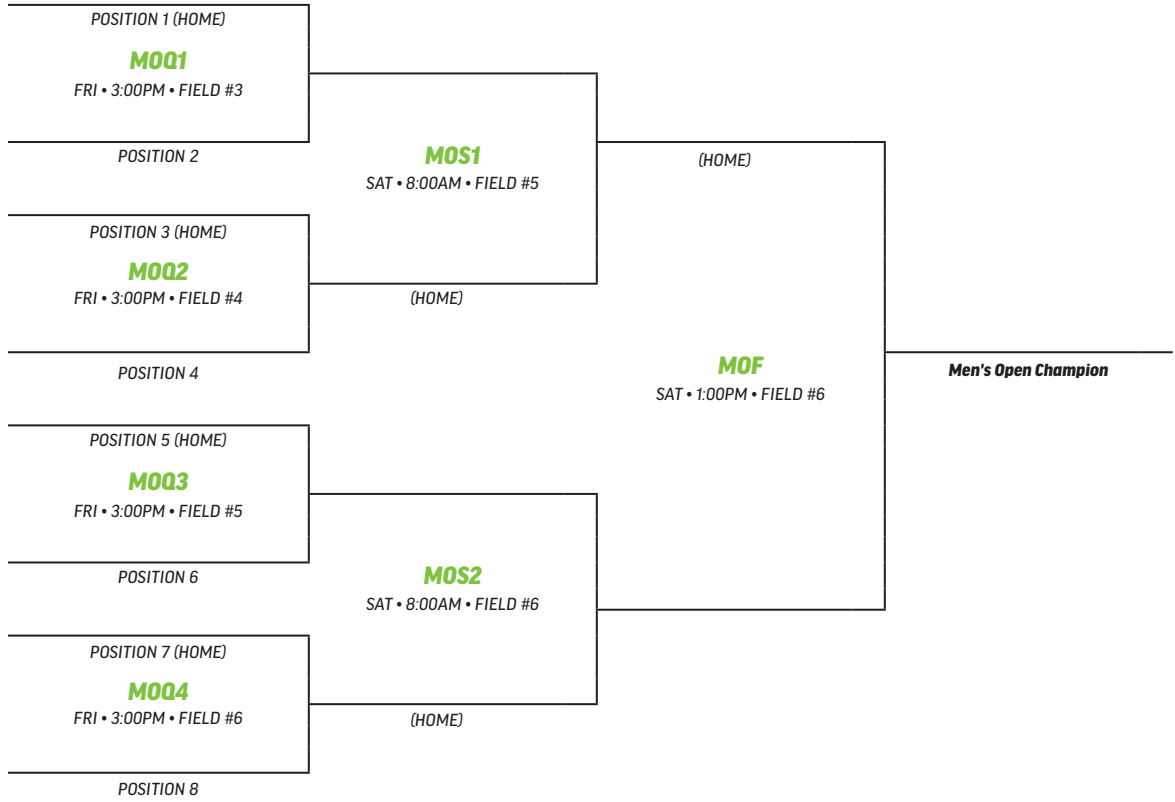 POSITION 1 (HOME)
MOQ1
FRI • 3:00PM • FIELD #3
POSITION 2
MOS1
SAT • 8:00AM • FIELD #5
(HOME)
POSITION 3 (HOME)
MOQ2
FRI • 3:00PM • FIELD #4
(HOME)
POSITION 4
MOF
SAT • 1:00PM • FIELD #6
Men's Open Champion
POSITION 5 (HOME)
MOQ3
FRI • 3:00PM • FIELD #5
POSITION 6
MOS2
SAT • 8:00AM • FIELD #6
POSITION 7 (HOME)
MOQ4
FRI • 3:00PM • FIELD #6
(HOME)
POSITION 8